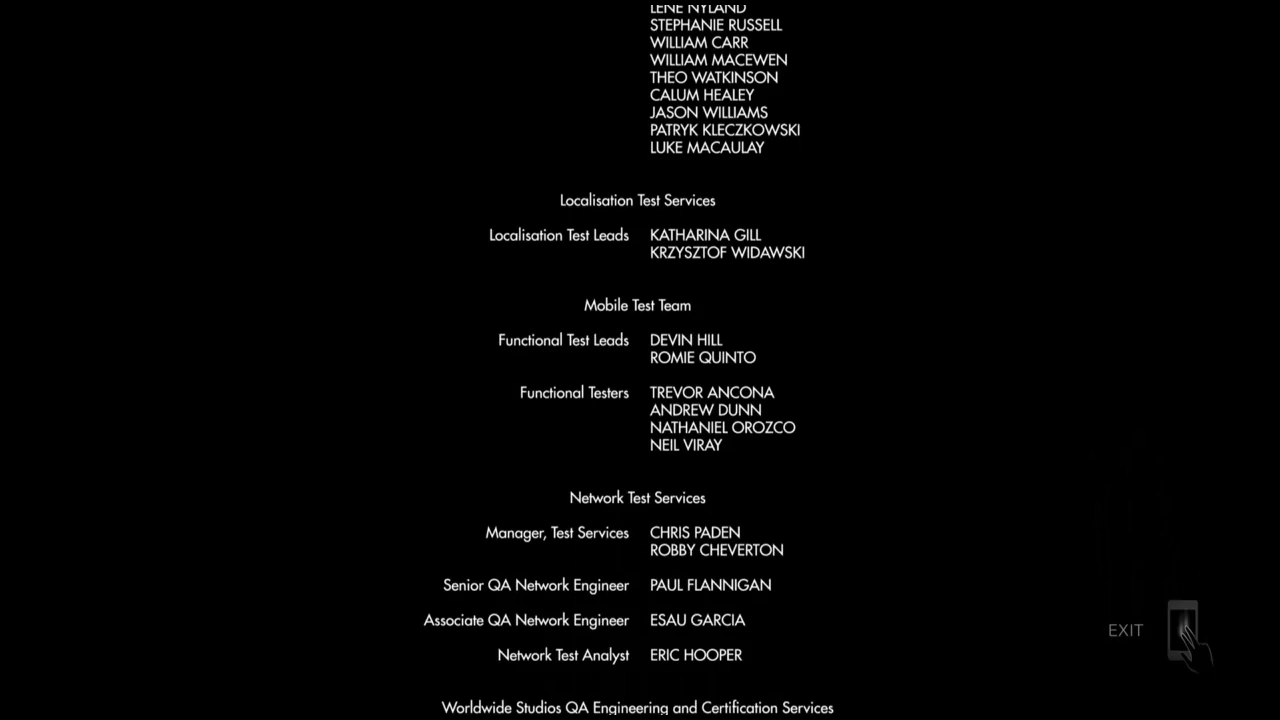 LENE NYLAND
STEPHANIE RUSSELL
WILLIAM CARR
WILLIAM MACEWEN
THEO WATKINSON
CALUM HEALEY
JASON WILLIAMS
PATRYK KLECZKOWSKI
LUKE MACAULAY
Localisation Test Services
Localisation Test Leads KATHARINA GILL
KRZYSZTOF WIDAWSKI
Mobile Test Team
Functional Test Leads DEVIN HILL
ROMIE QUINTO
Functional Testers TREVOR ANCONA
ANDREW DUNN
NATHANIEL OROZCO
NEIL VIRAY
Network Test Services
Manager, Test Services CHRIS PADEN
ROBBY CHEVERTON
Senior QA Network Engineer PAUL FLANNIGAN
Associate QA Network Engineer ESAU GARCIA
EXIT
Network Test Analyst ERIC HOOPER
Worldwide Studios QA Engineering and Certification Services